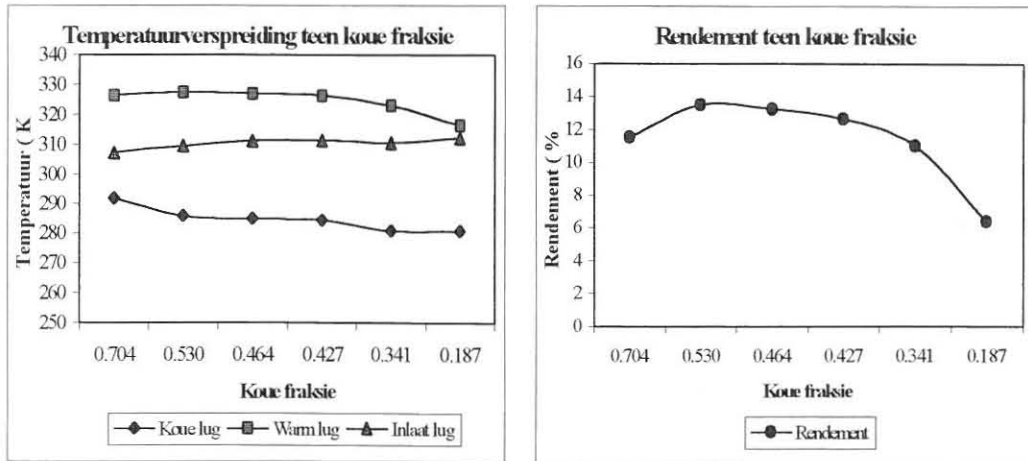 Temperatuurverspreiding teen koue fraksie
Temperatuur ( K
340
330
320
310
300
290
280
270
260
250
0.704 0.530 0.464 0.427 0.341 0.187
Koue fraksie
Koue lug Warm lug Inlaat lug
Rendement teen koue fraksie
Rendement ( %
16
14
12
10
8
6
4
2
0
0.704 0.530 0.464 0.427 0.341 0.187
Koue fraksie
Rendement